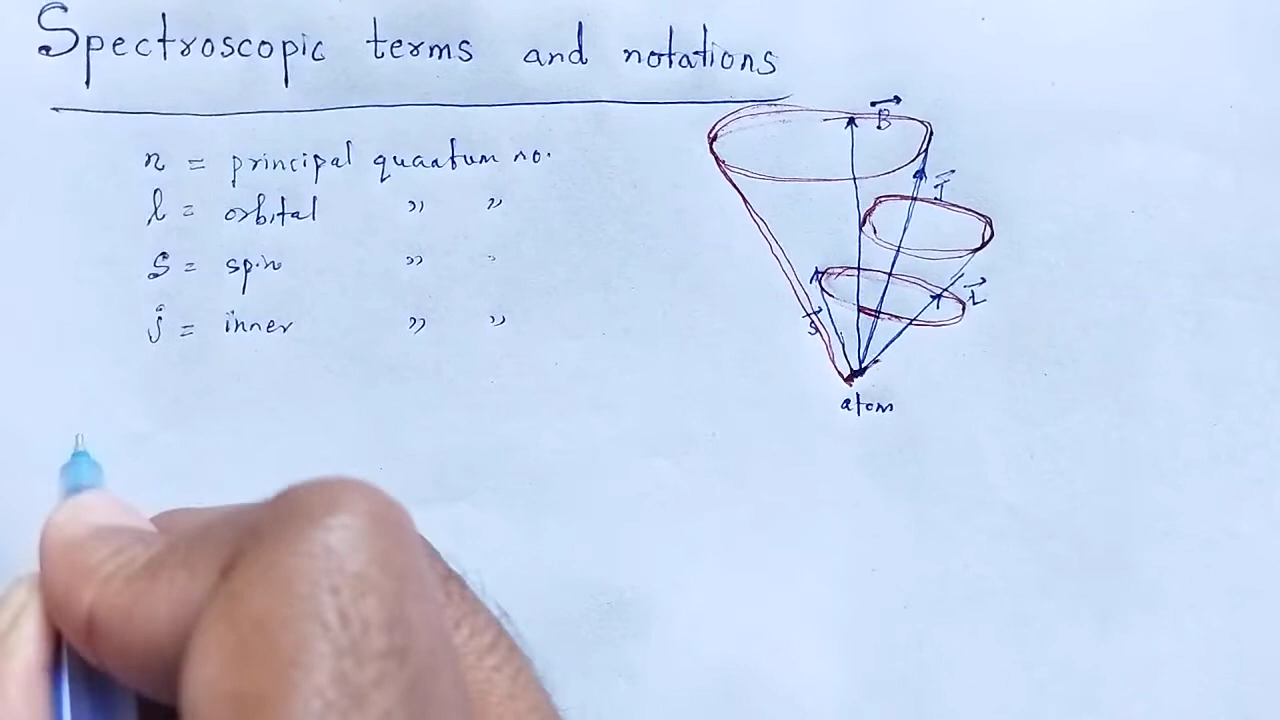 Spectroscopic terms and notations
n = principal quantum no.
l = orbital " "
s = spin " "
j = inner " "
B
J
L
S
atom